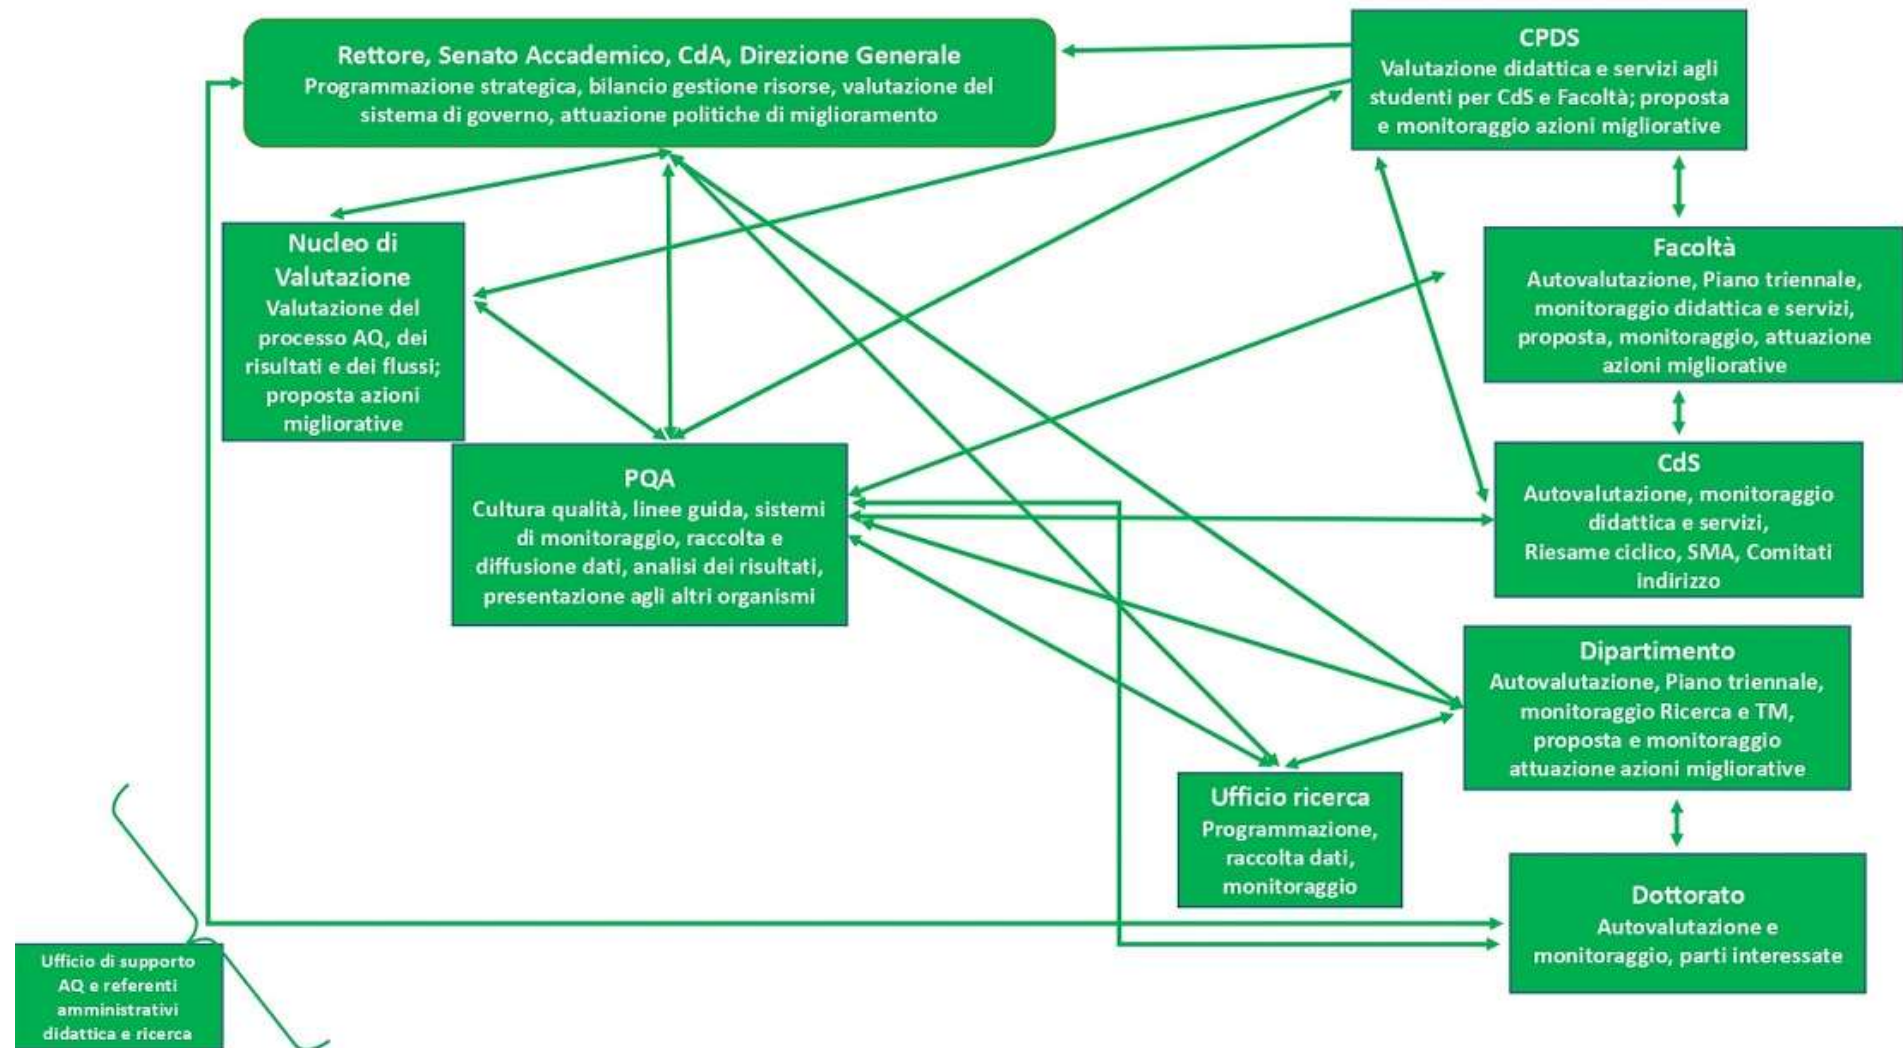 Rettore, Senato Accademico, CdA, Direzione Generale
Programmazione strategica, bilancio gestione risorse, valutazione del
sistema di governo, attuazione politiche di miglioramento
CPDS
Valutazione didattica e servizi agli
studenti per CdS e Facoltà; proposta
e monitoraggio azioni migliorative
Nucleo di
Valutazione
Valutazione del
processo AQ, dei
risultati e dei flussi;
proposta azioni
migliorative
Facoltà
Autovalutazione, Piano triennale,
monitoraggio didattica e servizi,
proposta, monitoraggio, attuazione
azioni migliorative
PQA
Cultura qualità, linee guida, sistemi
di monitoraggio, raccolta e
diffusione dati, analisi dei risultati,
presentazione agli altri organismi
CdS
Autovalutazione, monitoraggio
didattica e servizi,
Riesame ciclico, SMA, Comitati
indirizzo
Dipartimento
Autovalutazione, Piano triennale,
monitoraggio Ricerca e TM,
proposta e monitoraggio
attuazione azioni migliorative
Ufficio ricerca
Programmazione,
raccolta dati,
monitoraggio
Dottorato
Autovalutazione e
monitoraggio, parti interessate
Ufficio di supporto
AQ e referenti
amministrativi
didattica e ricerca